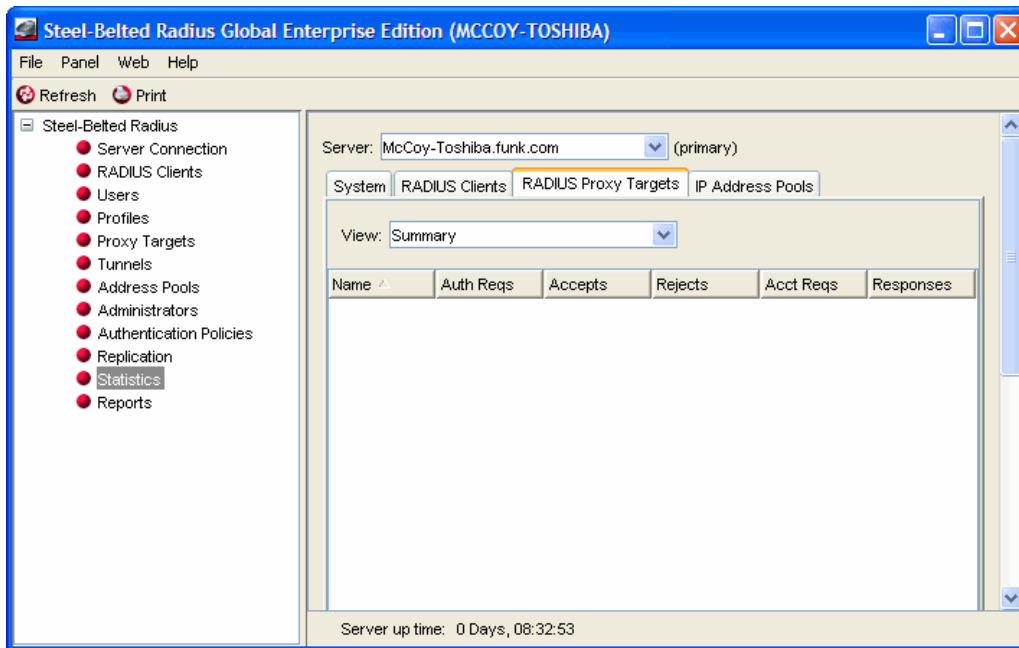 Steel-Belted Radius Global Enterprise Edition (MCCOY-TOSHIBA)
File Panel Web Help
Refresh Print
Steel-Belted Radius
Server Connection
RADIUS Clients
Users
Profiles
Proxy Targets
Tunnels
Address Pools
Administrators
Authentication Policies
Replication
Statistics
Reports
Server: McCoy-Toshiba.funk.com (primary)
System RADIUS Clients RADIUS Proxy Targets IP Address Pools
View: Summary
Name Auth Reqs Accepts Rejects Acct Reqs Responses
Server up time: 0 Days, 08:32:53